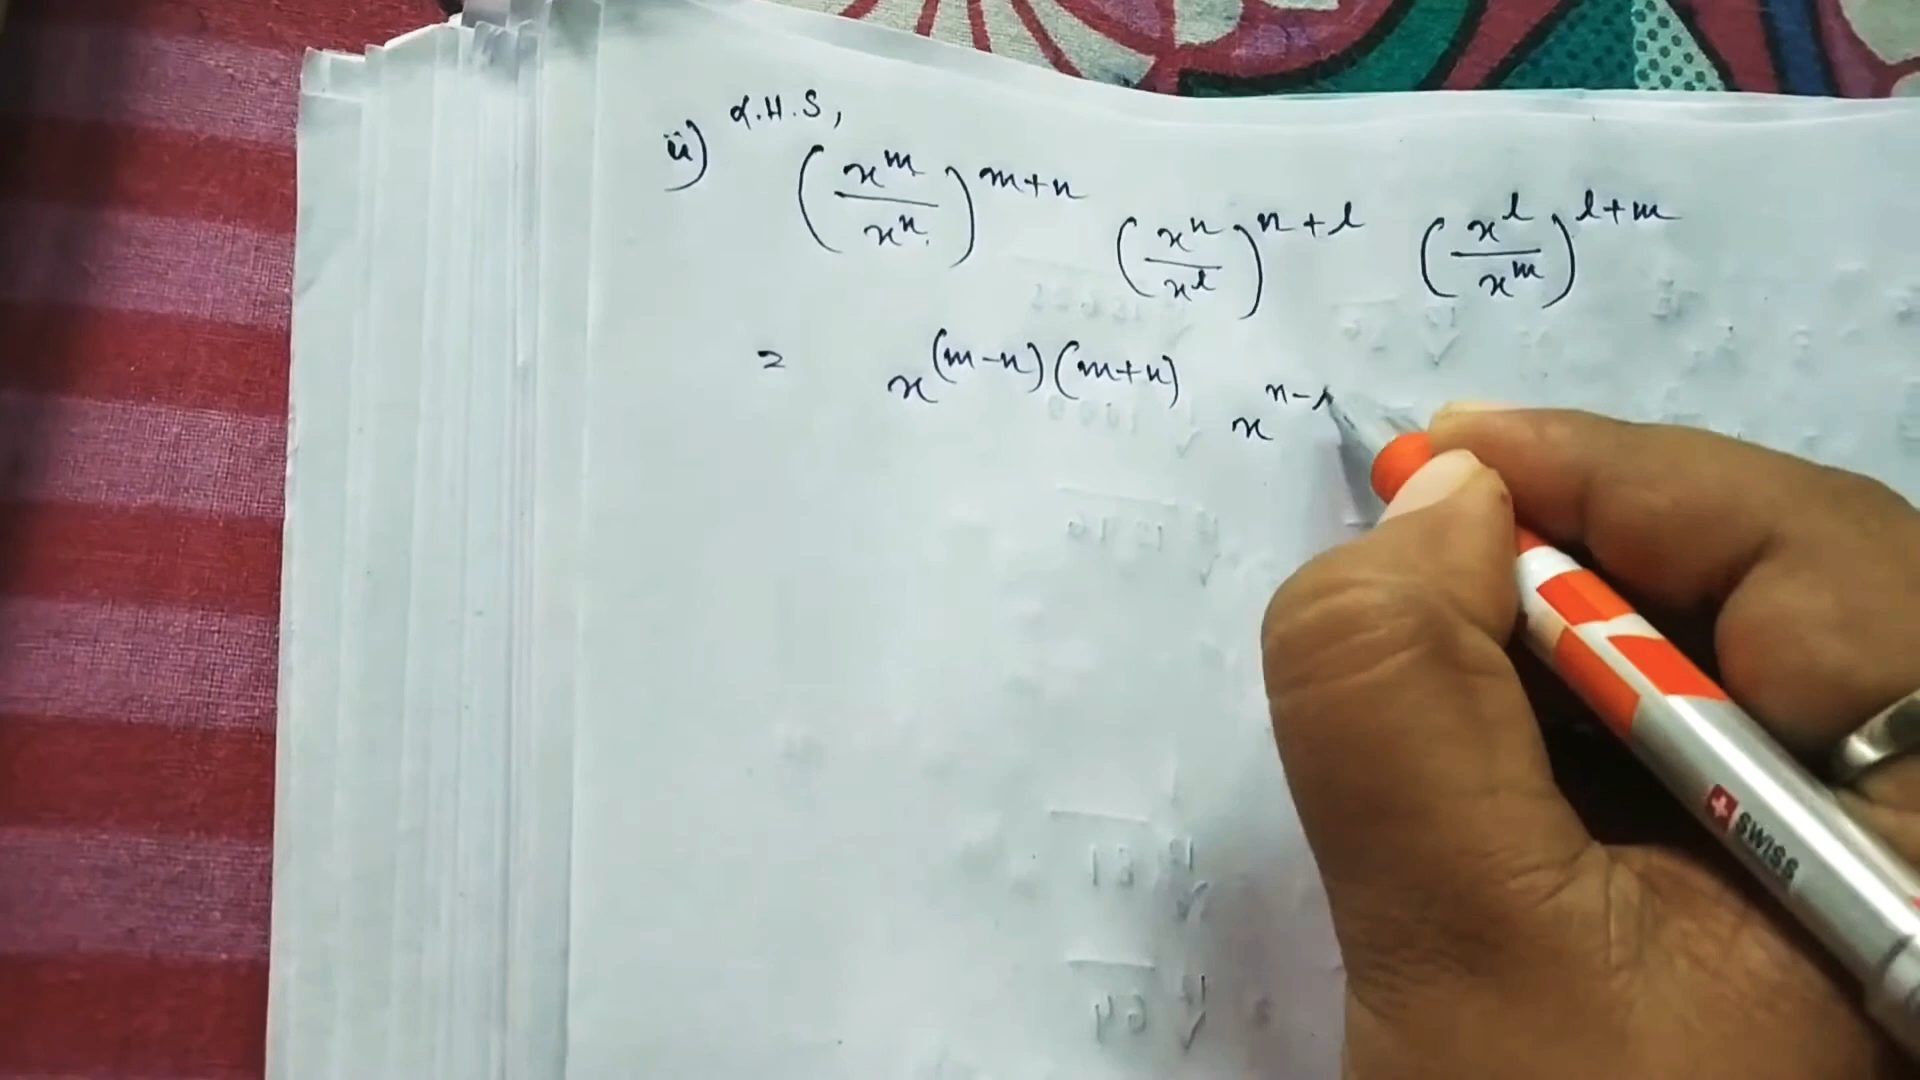 ii) L.H.S,
(x^m/x^n)^m+n (x^n/x^l)^n+l (x^l/x^m)^l+m
= x^(m-n)(m+n) x^n-
SWISS